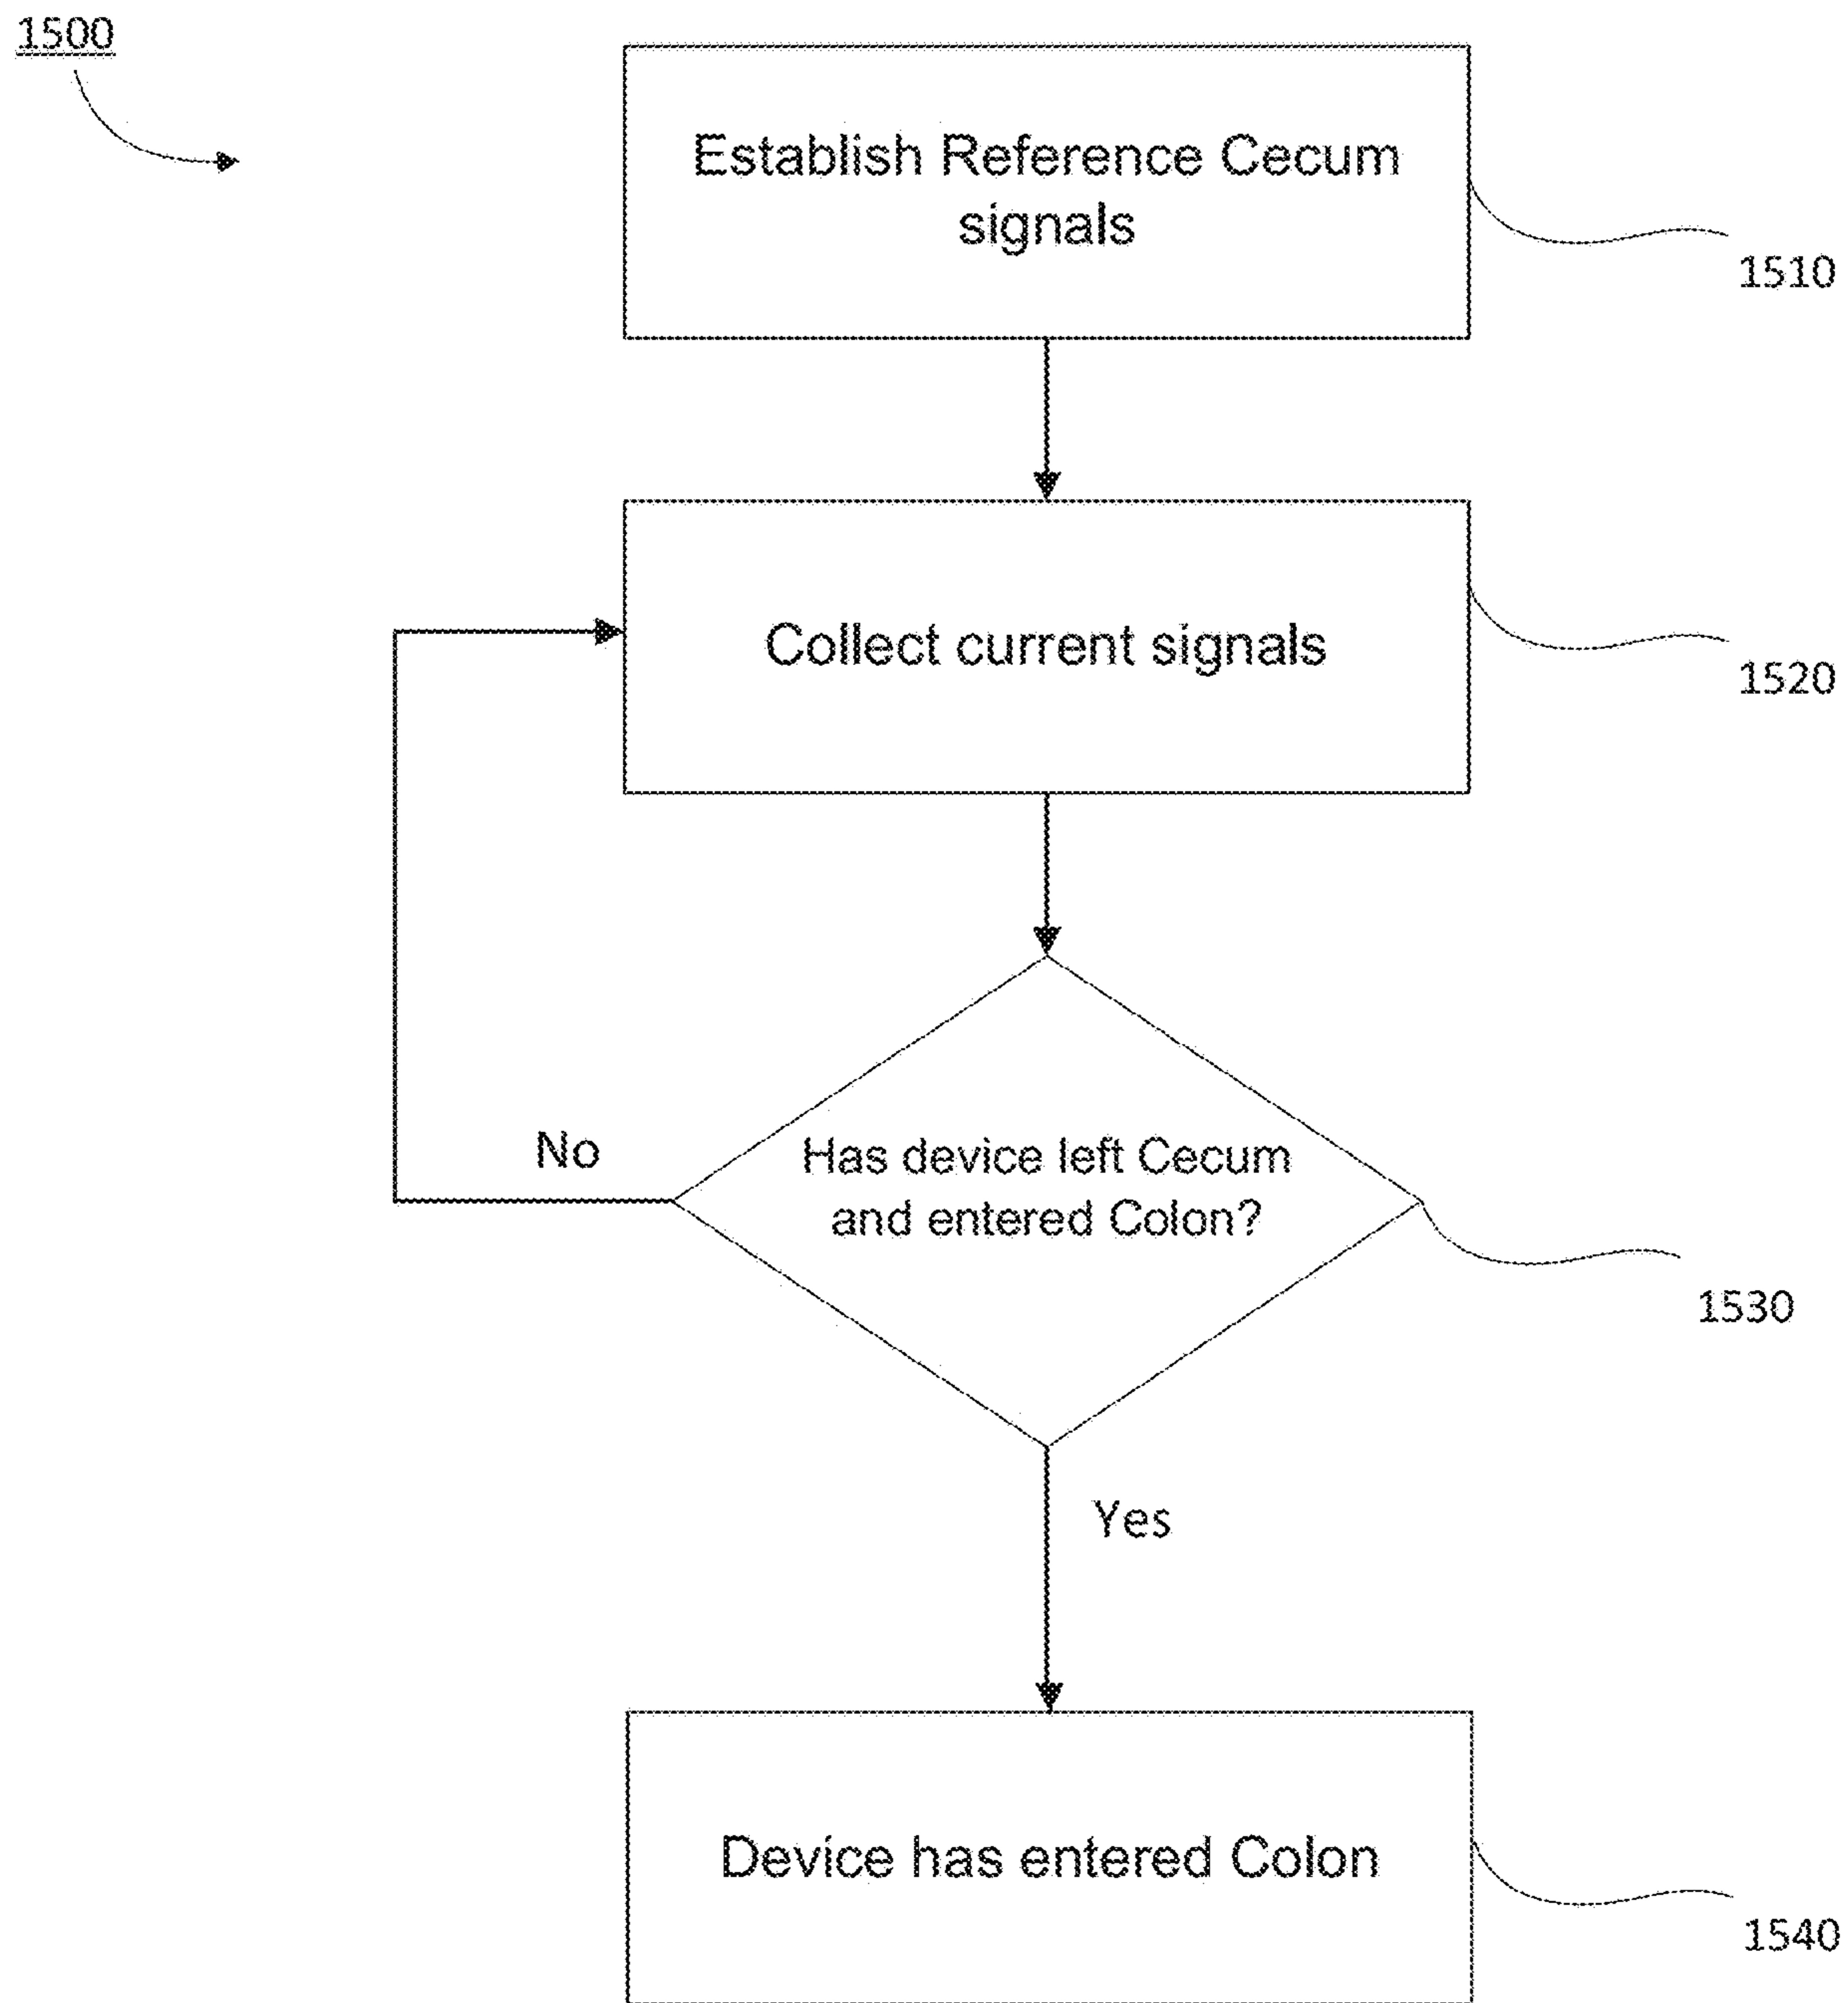 1500
Establish Reference Cecum
signals
1510
Collect current signals
1520
No
Has device left Cecum
and entered Colon?
1530
Yes
Device has entered Colon
1540